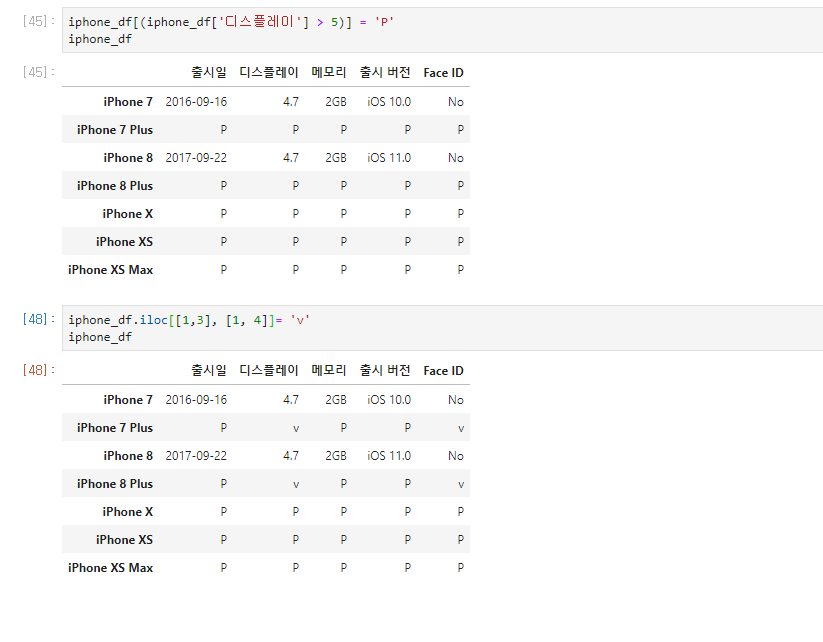 [45]: iphone_df[(iphone_df['디스플레이'] > 5)] = 'P'
iphone_df
[45]: 출시일 디스플레이 메모리 출시 버전 Face ID
iPhone 7 2016-09-16 4.7 2GB iOS 10.0 No
iPhone 7 Plus P P P P P
iPhone 8 2017-09-22 4.7 2GB iOS 11.0 No
iPhone 8 Plus P P P P P
iPhone X P P P P P
iPhone XS P P P P P
iPhone XS Max P P P P P
[48]: iphone_df.iloc[[1,3], [1, 4]]= 'v'
iphone_df
[48]: 출시일 디스플레이 메모리 출시 버전 Face ID
iPhone 7 2016-09-16 4.7 2GB iOS 10.0 No
iPhone 7 Plus P v P P v
iPhone 8 2017-09-22 4.7 2GB iOS 11.0 No
iPhone 8 Plus P v P P v
iPhone X P P P P P
iPhone XS P P P P P
iPhone XS Max P P P P P